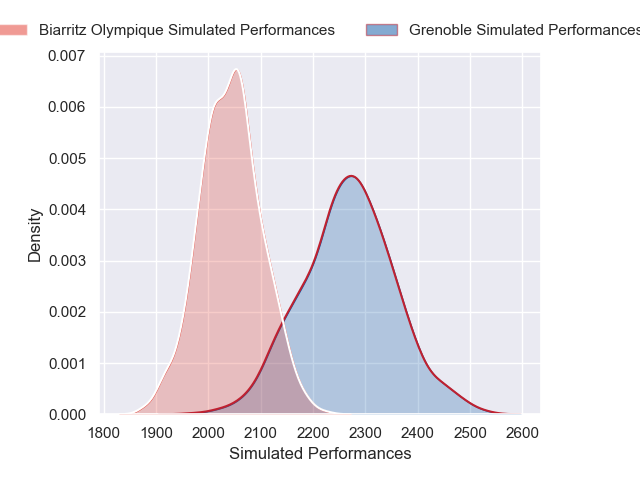 Biarritz Olympique Simulated Performances
Grenoble Simulated Performances
0.007
0.006
0.005
0.004
0.003
0.002
0.001
0.000
Density
1800 1900 2000 2100 2200 2300 2400 2500 2600
Simulated Performances